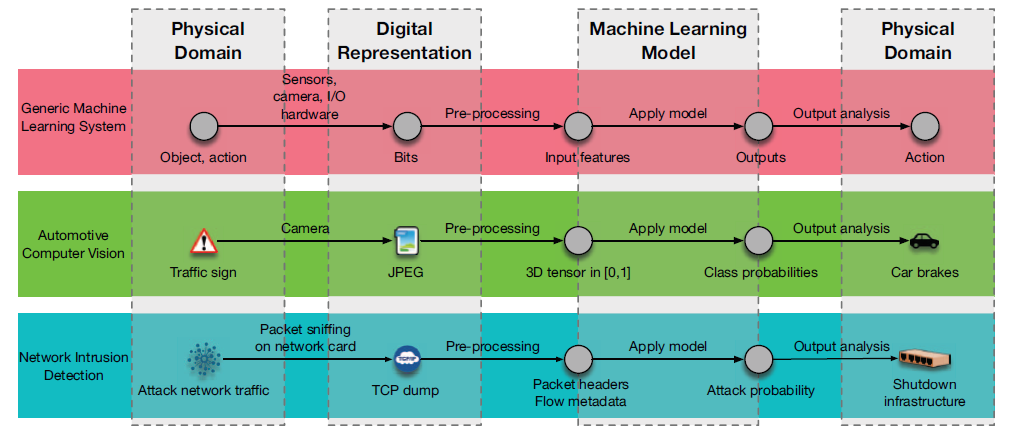 Physical
Domain
Digital
Representation
Machine Learning
Model
Physical
Domain
Generic Machine
Learning System
Sensors,
camera, I/O
hardware
Pre-processing
Apply model
Output analysis
Object, action
Bits
Input features
Outputs
Action
Automotive
Computer Vision
Camera
Pre-processing
Apply model
Output analysis
Traffic sign
JPEG
3D tensor in [0,1]
Class probabilities
Car brakes
Network Intrusion
Detection
Packet sniffing
on network card
Pre-processing
Apply model
Output analysis
TCP/IP
Attack network traffic
TCP dump
Packet headers
Flow metadata
Attack probability
Shutdown
infrastructure